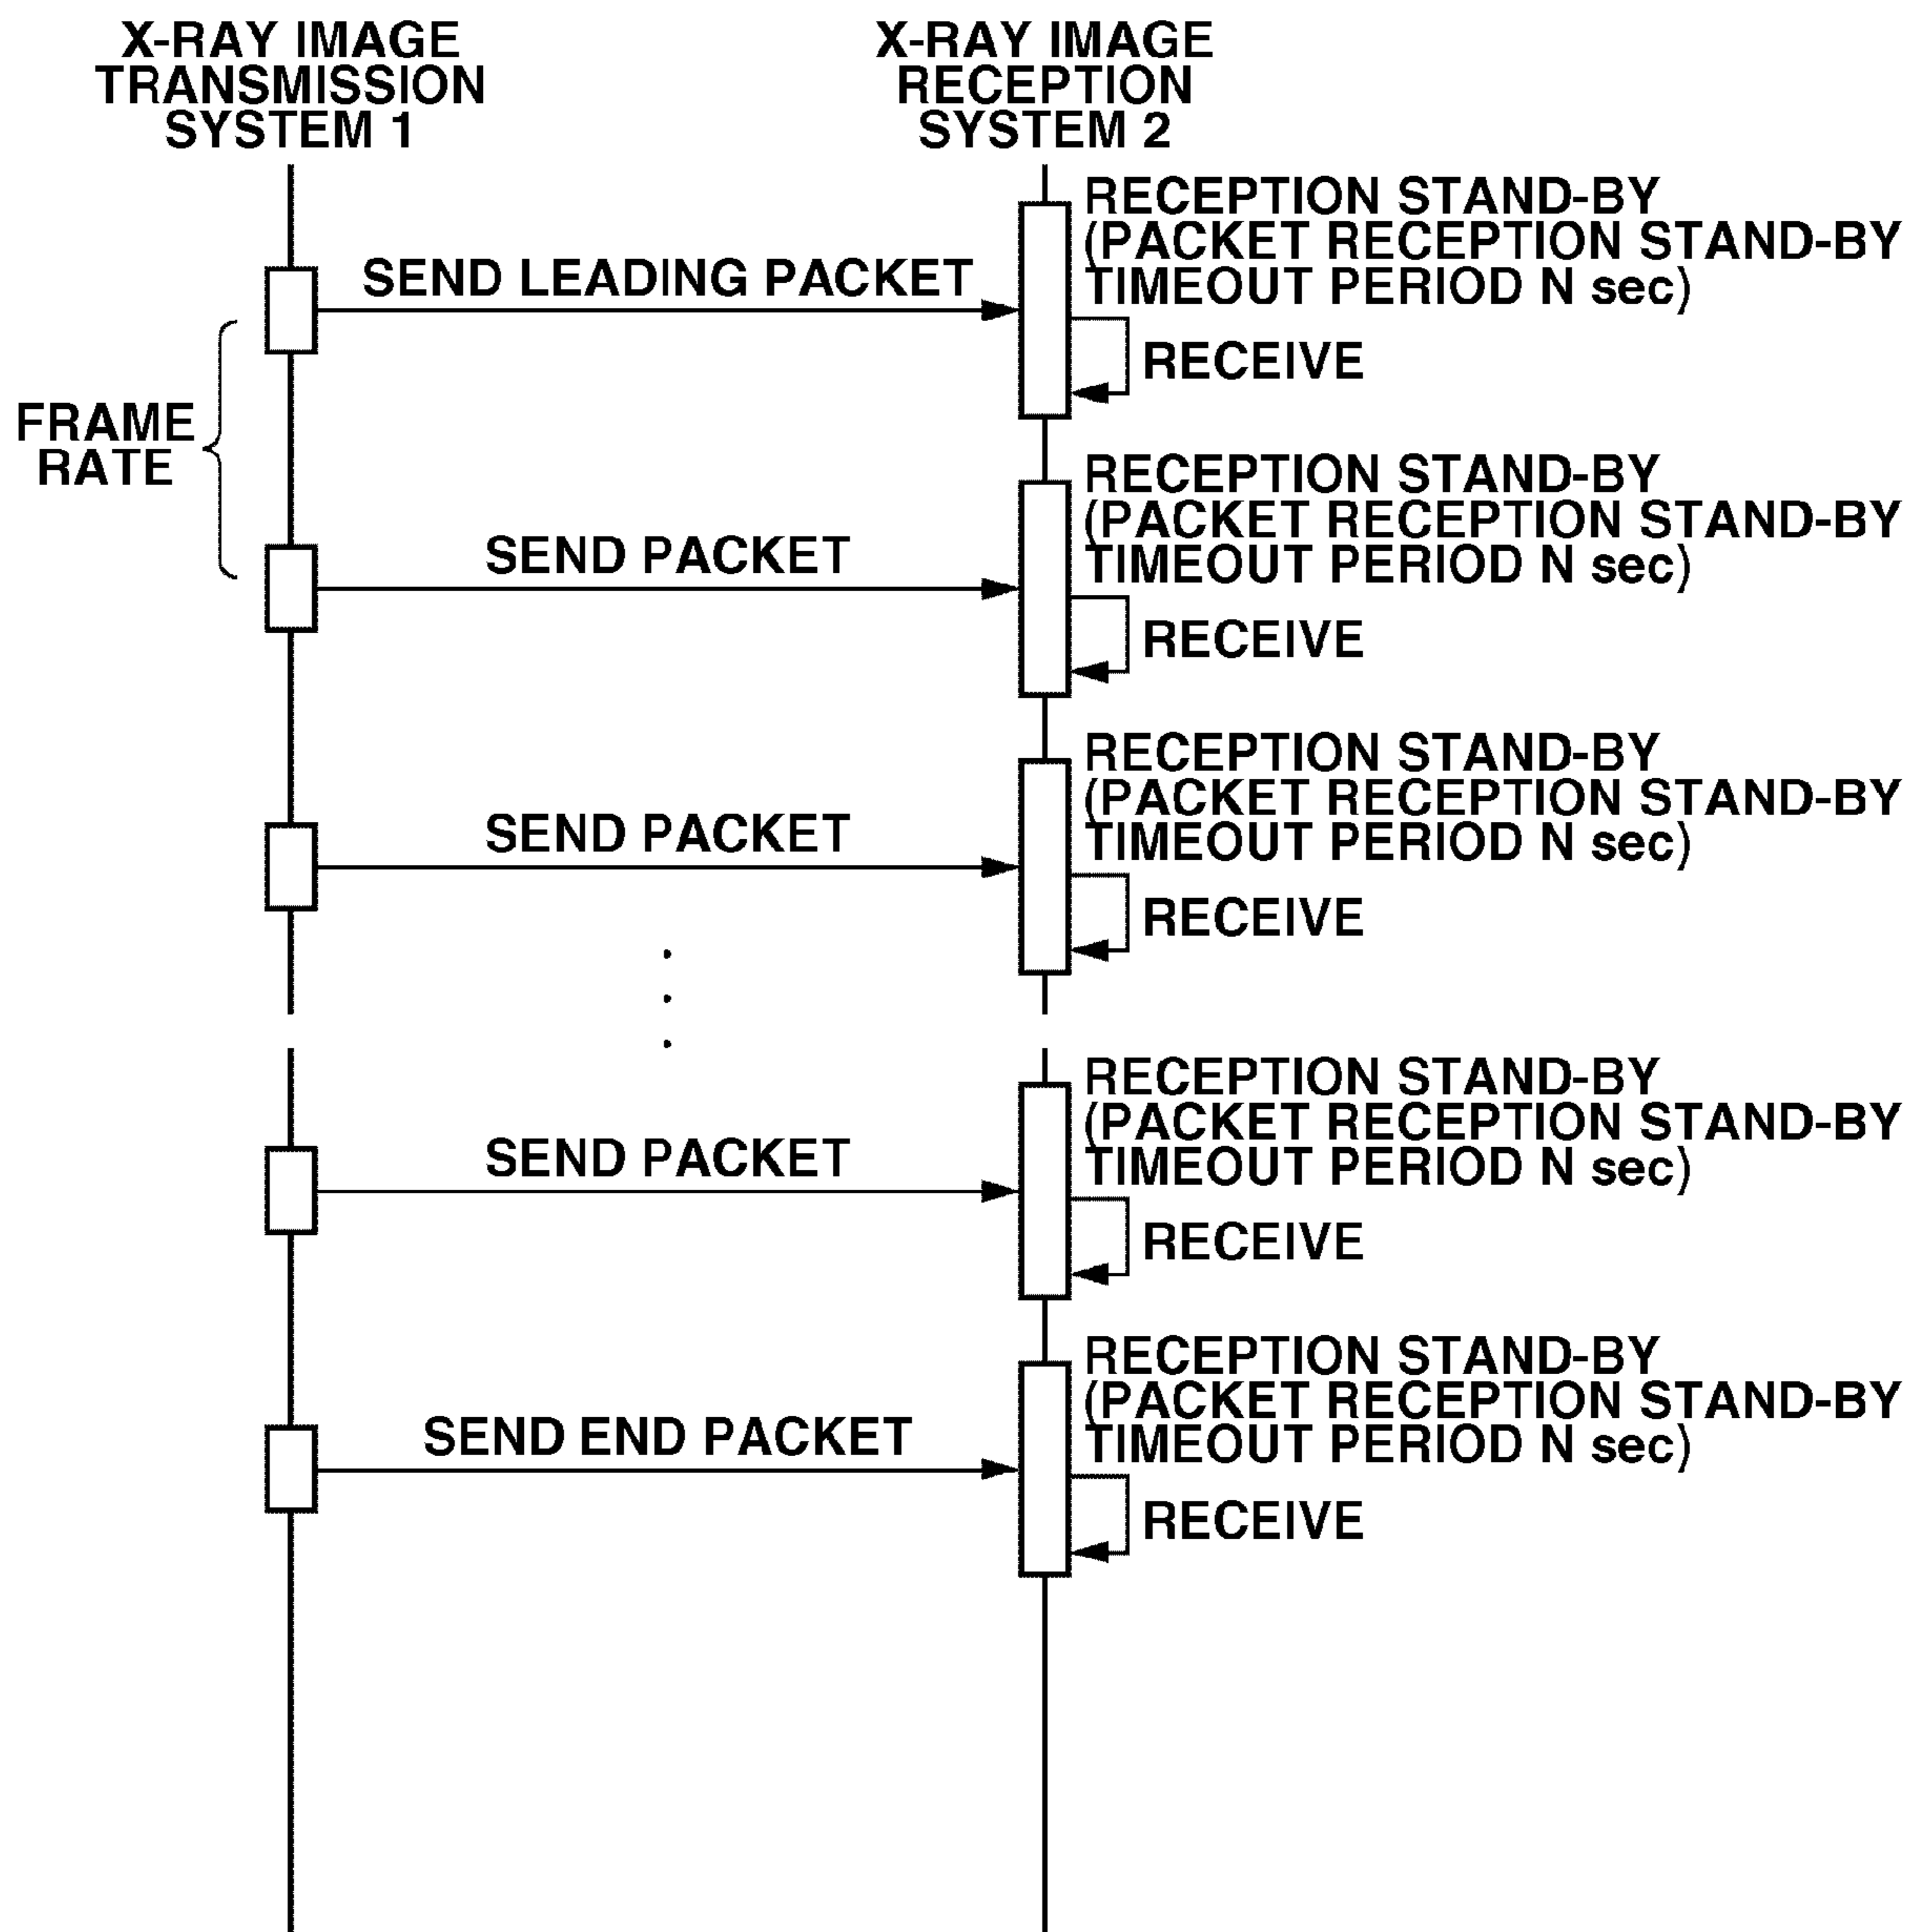 X-RAY IMAGE
TRANSMISSION
SYSTEM 1
X-RAY IMAGE
RECEPTION
SYSTEM 2
RECEPTION STAND-BY
(PACKET RECEPTION STAND-BY
TIMEOUT PERIOD N sec)
SEND LEADING PACKET
RECEIVE
FRAME
RATE
RECEPTION STAND-BY
(PACKET RECEPTION STAND-BY
TIMEOUT PERIOD N sec)
SEND PACKET
RECEIVE
RECEPTION STAND-BY
(PACKET RECEPTION STAND-BY
TIMEOUT PERIOD N sec)
SEND PACKET
RECEIVE
RECEPTION STAND-BY
(PACKET RECEPTION STAND-BY
TIMEOUT PERIOD N sec)
SEND PACKET
RECEIVE
RECEPTION STAND-BY
(PACKET RECEPTION STAND-BY
TIMEOUT PERIOD N sec)
SEND END PACKET
RECEIVE